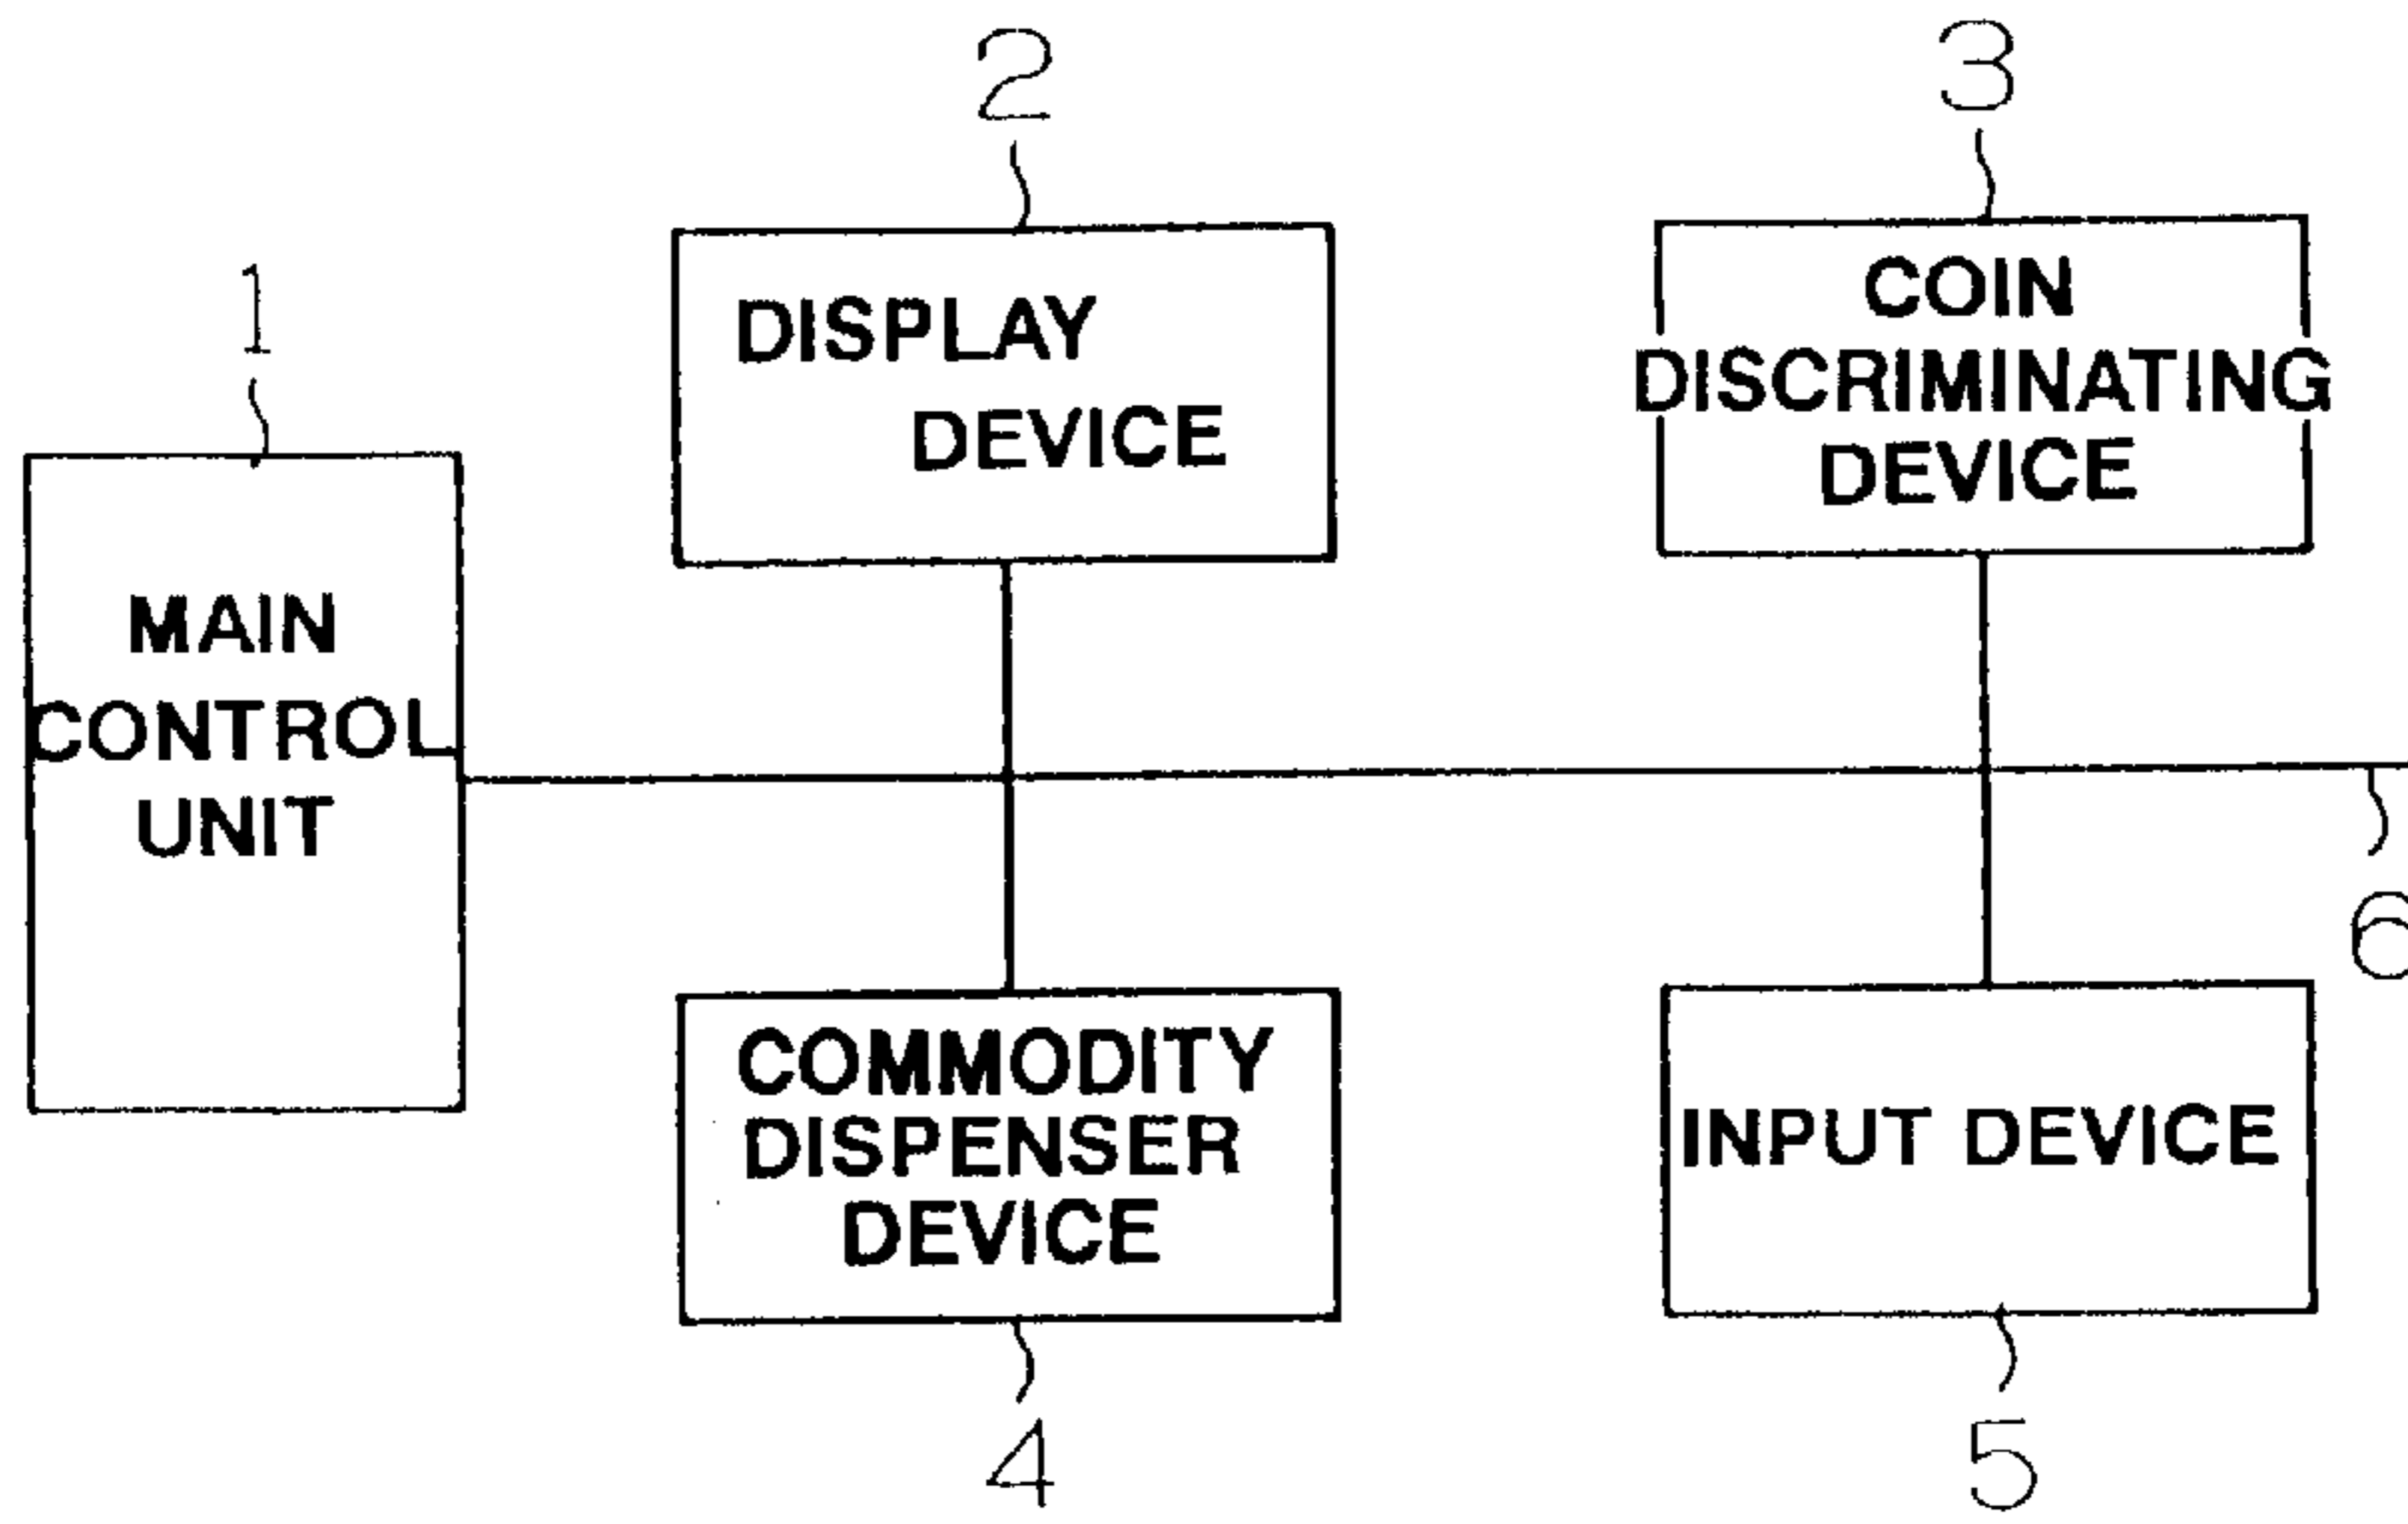 2
3
1
DISPLAY
DEVICE
COIN
DISCRIMINATING
DEVICE
MAIN
CONTROL
UNIT
6
COMMODITY
DISPENSER
DEVICE
INPUT DEVICE
4
5